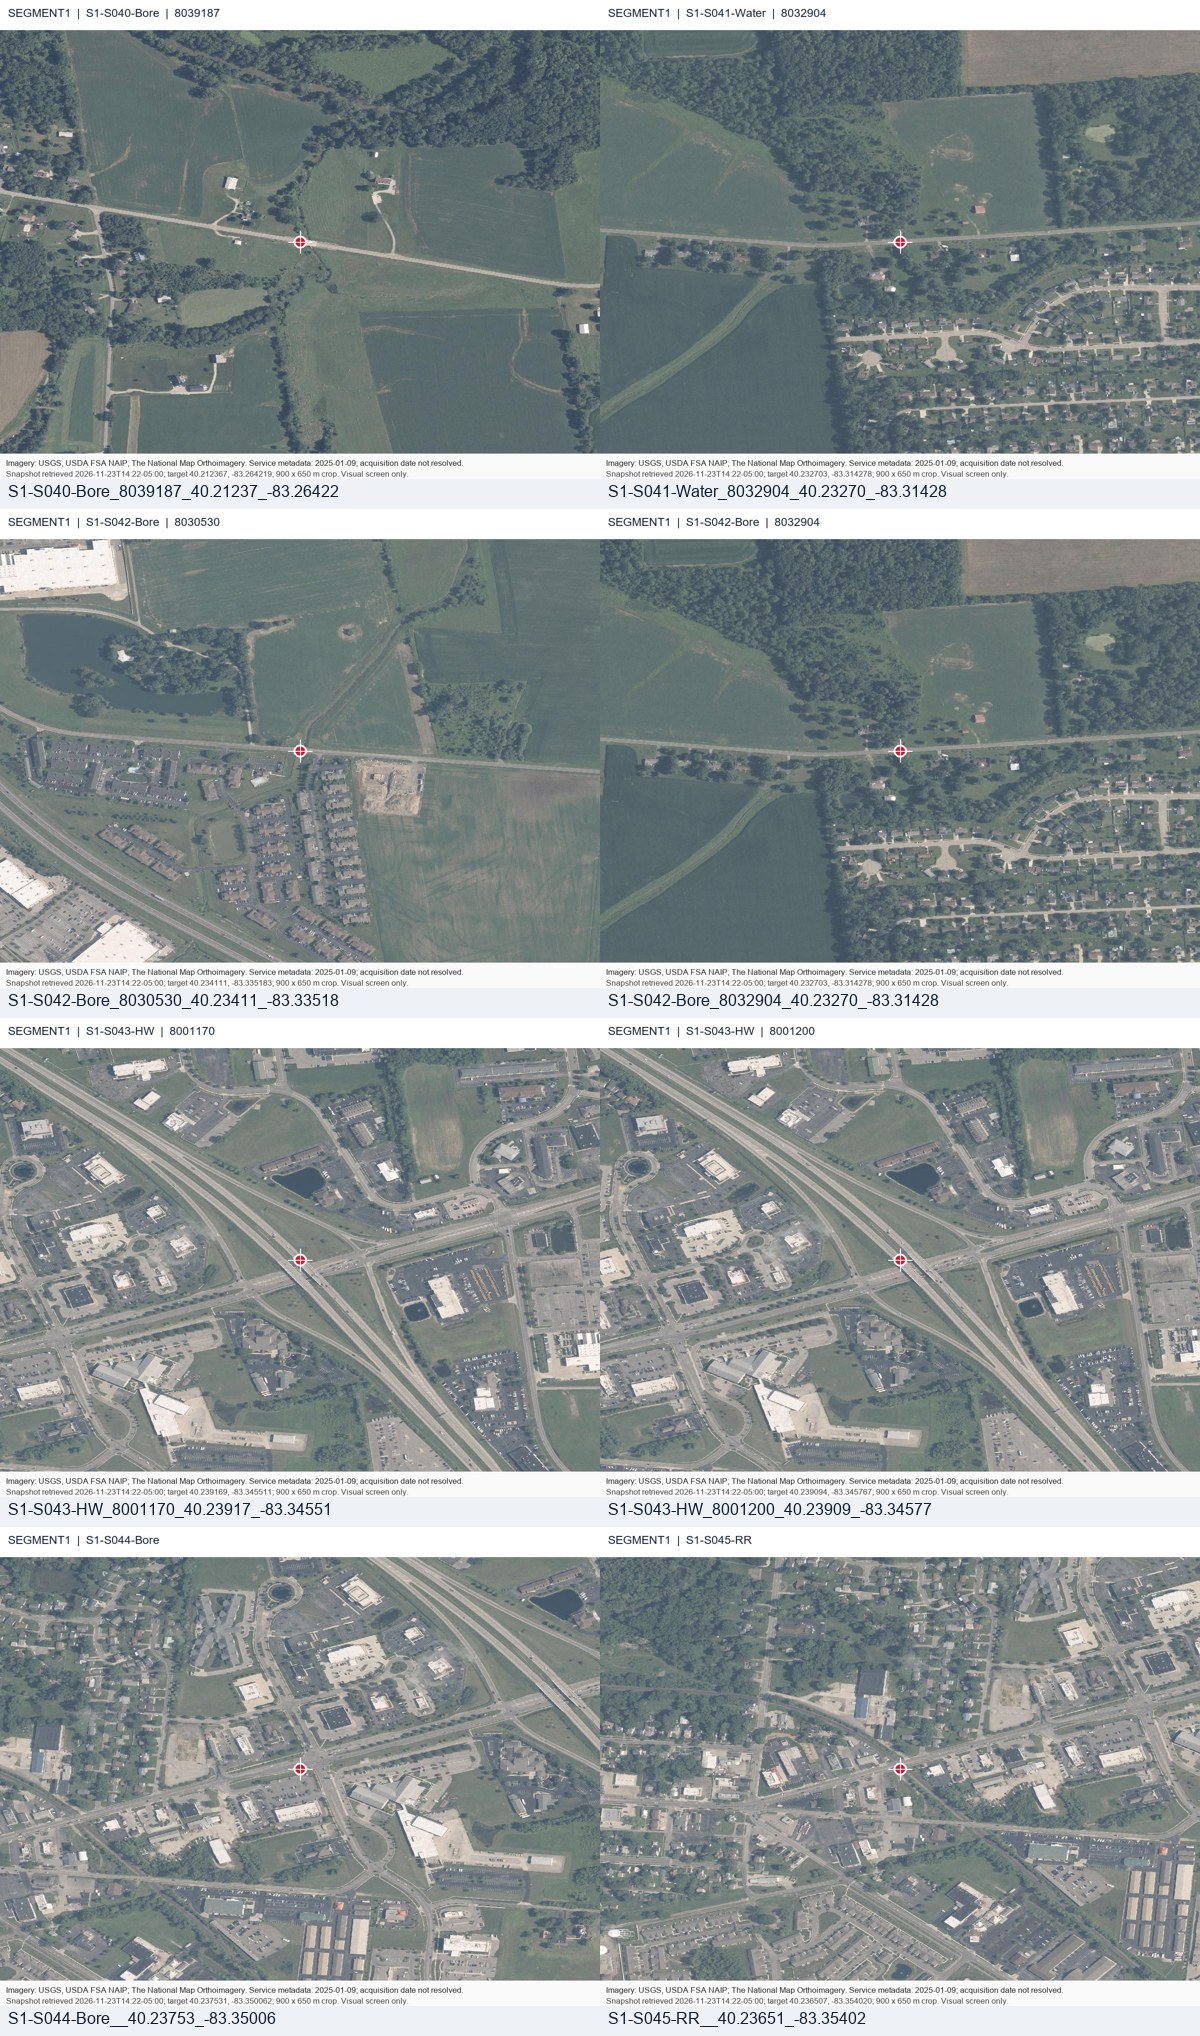 SEGMENT1 | S1-S040-Bore | 8039187
Imagery: USGS, USDA FSA NAIP; The National Map Orthoimagery. Service metadata: 2025-01-09; acquisition date not resolved.
Snapshot retrieved 2026-11-23T14:22-05:00; target 40.212367, -83.264219; 900 x 650 m crop. Visual screen only.
S1-S040-Bore_8039187_40.21237_-83.26422
SEGMENT1 | S1-S041-Water | 8032904
Imagery: USGS, USDA FSA NAIP; The National Map Orthoimagery. Service metadata: 2025-01-09; acquisition date not resolved.
Snapshot retrieved 2026-11-23T14:22-05:00; target 40.232703, -83.314278; 900 x 650 m crop. Visual screen only.
S1-S041-Water_8032904_40.23270_-83.31428
SEGMENT1 | S1-S042-Bore | 8030530
Imagery: USGS, USDA FSA NAIP; The National Map Orthoimagery. Service metadata: 2025-01-09; acquisition date not resolved.
Snapshot retrieved 2026-11-23T14:22-05:00; target 40.234111, -83.335183; 900 x 650 m crop. Visual screen only.
S1-S042-Bore_8030530_40.23411_-83.33518
SEGMENT1 | S1-S042-Bore | 8032904
Imagery: USGS, USDA FSA NAIP; The National Map Orthoimagery. Service metadata: 2025-01-09; acquisition date not resolved.
Snapshot retrieved 2026-11-23T14:22-05:00; target 40.232703, -83.314278; 900 x 650 m crop. Visual screen only.
S1-S042-Bore_8032904_40.23270_-83.31428
SEGMENT1 | S1-S043-HW | 8001170
Imagery: USGS, USDA FSA NAIP; The National Map Orthoimagery. Service metadata: 2025-01-09; acquisition date not resolved.
Snapshot retrieved 2026-11-23T14:22-05:00; target 40.239169, -83.345511; 900 x 650 m crop. Visual screen only.
S1-S043-HW_8001170_40.23917_-83.34551
SEGMENT1 | S1-S043-HW | 8001200
Imagery: USGS, USDA FSA NAIP; The National Map Orthoimagery. Service metadata: 2025-01-09; acquisition date not resolved.
Snapshot retrieved 2026-11-23T14:22-05:00; target 40.239094, -83.345767; 900 x 650 m crop. Visual screen only.
S1-S043-HW_8001200_40.23909_-83.34577
SEGMENT1 | S1-S044-Bore
Imagery: USGS, USDA FSA NAIP; The National Map Orthoimagery. Service metadata: 2025-01-09; acquisition date not resolved.
Snapshot retrieved 2026-11-23T14:22-05:00; target 40.237531, -83.350062; 900 x 650 m crop. Visual screen only.
S1-S044-Bore__40.23753_-83.35006
SEGMENT1 | S1-S045-RR
Imagery: USGS, USDA FSA NAIP; The National Map Orthoimagery. Service metadata: 2025-01-09; acquisition date not resolved.
Snapshot retrieved 2026-11-23T14:22-05:00; target 40.236507, -83.354020; 900 x 650 m crop. Visual screen only.
S1-S045-RR__40.23651_-83.35402